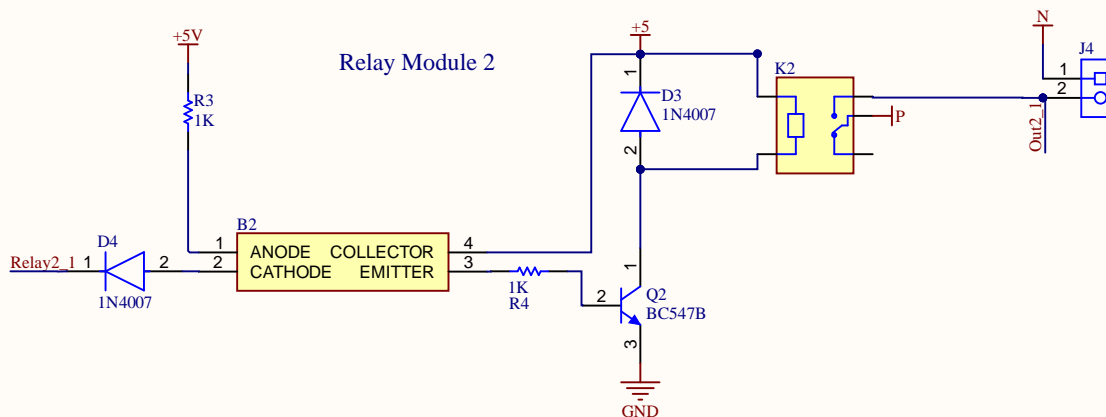 N
+5V
+5
J4
Relay Module 2
K2
1
1
2
R3
1K
D3
1N4007
P
Out2_1
2
B2
D4
1
ANODE
COLLECTOR
4
Relay2_1
1
2
2
CATHODE
EMITTER
3
1N4007
1K
R4
1
2
Q2
BC547B
3
GND